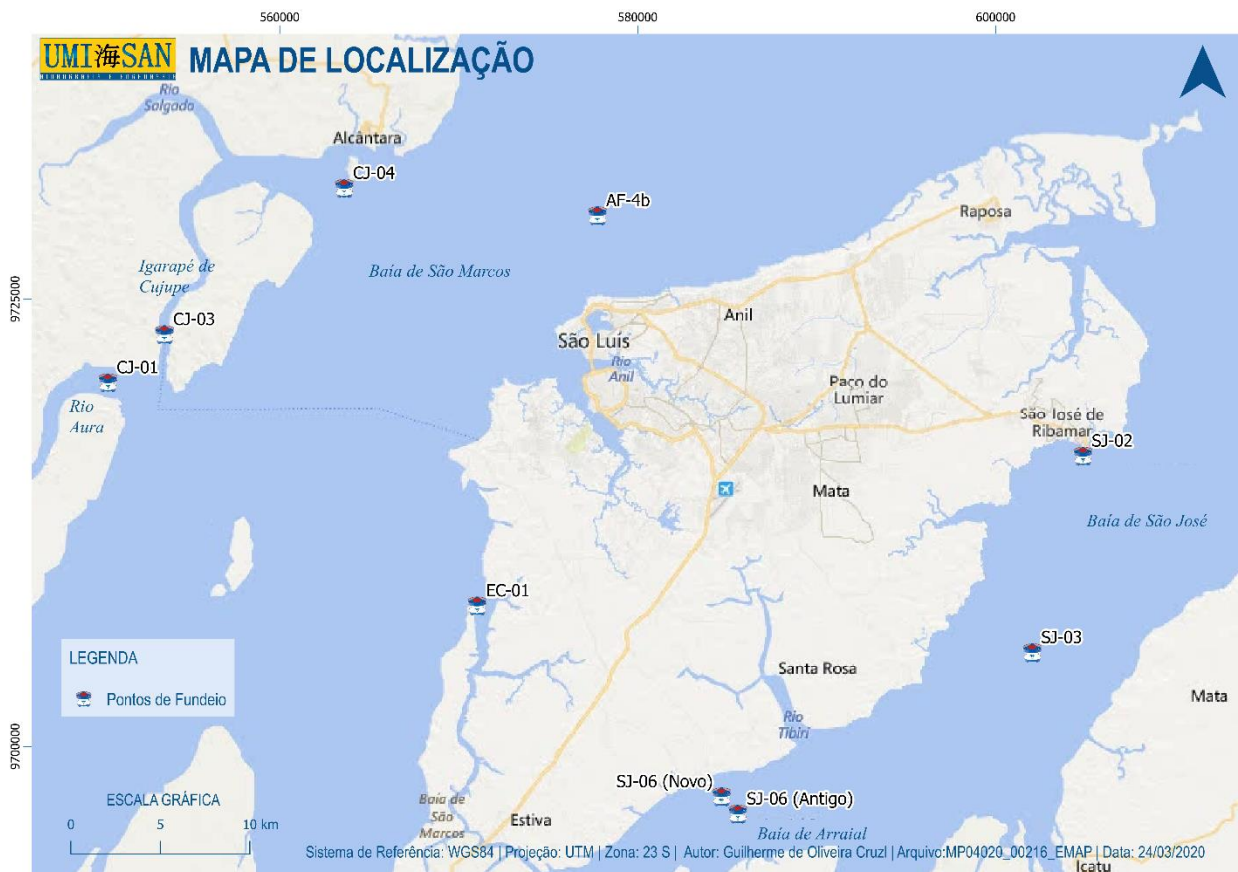 560000
580000
600000
UMI海SAN
HIDROGRAFIA E ENGENHARIA
MAPA DE LOCALIZAÇÃO
Rio
Salgado
Alcântara
CJ-04
AF-4b
Raposa
Igarapé de
Cujupe
Baía de São Marcos
9725000
CJ-03
Anil
São Luís
Rio
Anil
CJ-01
Paço do
Lumiar
Rio
Aura
São José de
Ribamar
SJ-02
Mata
Baía de São José
EC-01
LEGENDA
Pontos de Fundeio
SJ-03
Santa Rosa
Mata
Rio
Tibiri
9700000
SJ-06 (Novo)
SJ-06 (Antigo)
ESCALA GRÁFICA
0 5 10 km
Baía de
São
Marcos
Estiva
Baía de Arraial
Sistema de Referência: WGS84 | Projeção: UTM | Zona: 23 S | Autor: Guilherme de Oliveira Cruzl | Arquivo:MP04020_00216_EMAP | Data: 24/03/2020
Icatu